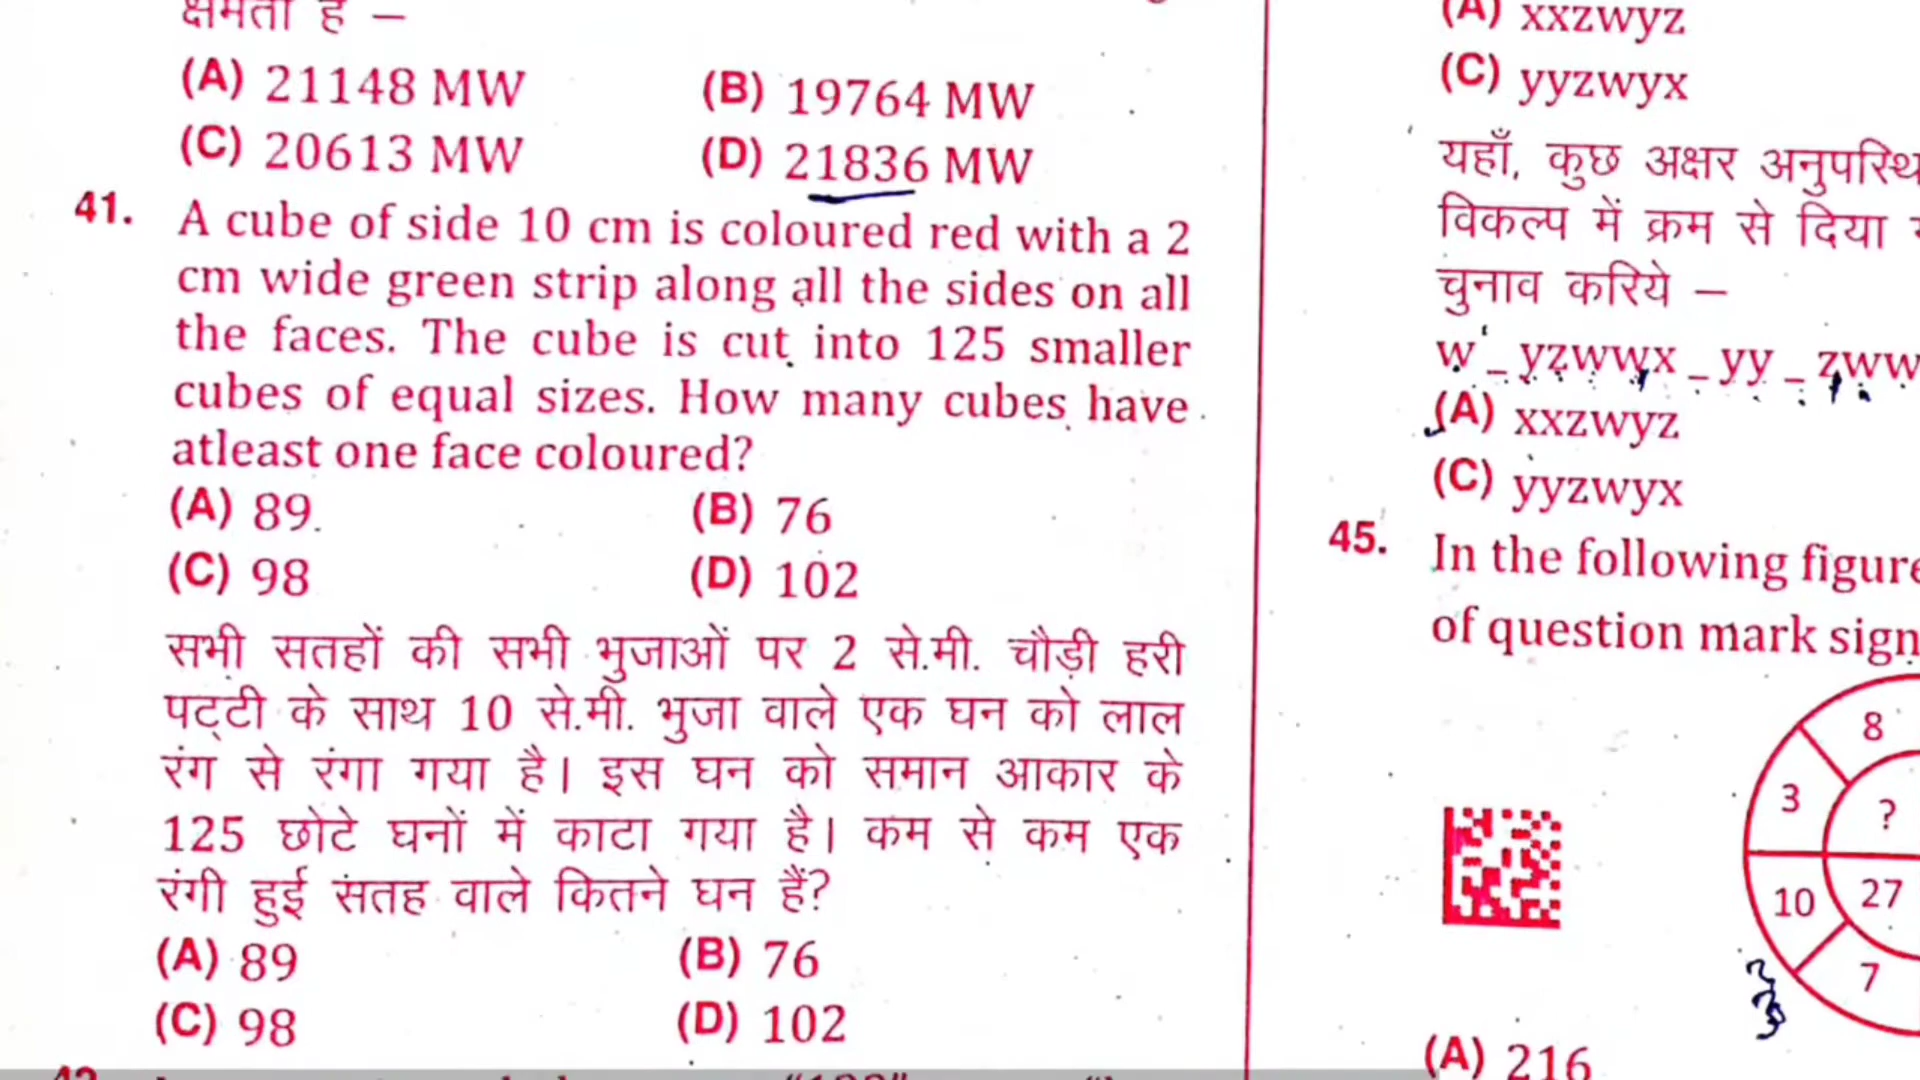 क्षमता है –
(A) 21148 MW (B) 19764 MW
(C) 20613 MW (D) 21836 MW
41. A cube of side 10 cm is coloured red with a 2
cm wide green strip along all the sides on all
the faces. The cube is cut into 125 smaller
cubes of equal sizes. How many cubes have
atleast one face coloured?
(A) 89 (B) 76
(C) 98 (D) 102
सभी सतहों की सभी भुजाओं पर 2 से.मी. चौड़ी हरी
पट्टी के साथ 10 से.मी. भुजा वाले एक घन को लाल
रंग से रंगा गया है। इस घन को समान आकार के
125 छोटे घनों में काटा गया है। कम से कम एक
रंगी हुई सतह वाले कितने घन हैं?
(A) 89 (B) 76
(C) 98 (D) 102
(A) xxzwyz
(C) yyzwyx
यहाँ, कुछ अक्षर
विकल्प में क्रम से दिया
चुनाव करिये –
w _ yzwwx _ yy _ zww
(A) xxzwyz
(C) yyzwyx
45. In the following figure
of question mark sign
8
3
?
10
27
7
(A) 216